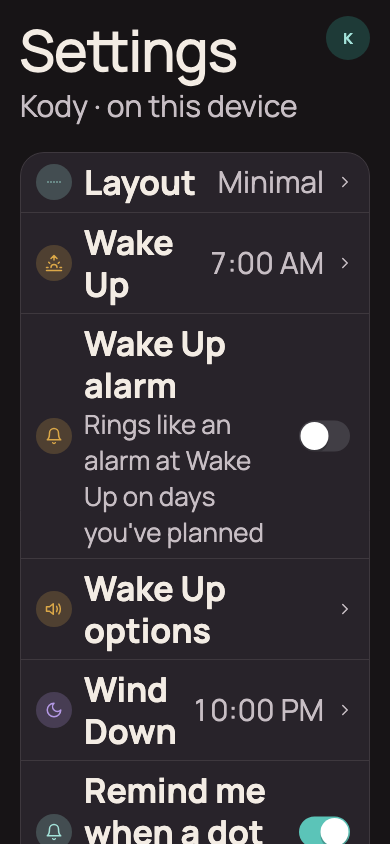 Settings
K
Kody · on this device
Layout
Minimal
Wake
Up
7:00 AM
Wake Up
alarm
Rings like an
alarm at Wake
Up on days
you've planned
Wake Up
options
Wind
Down
10:00 PM
Remind me
when a dot